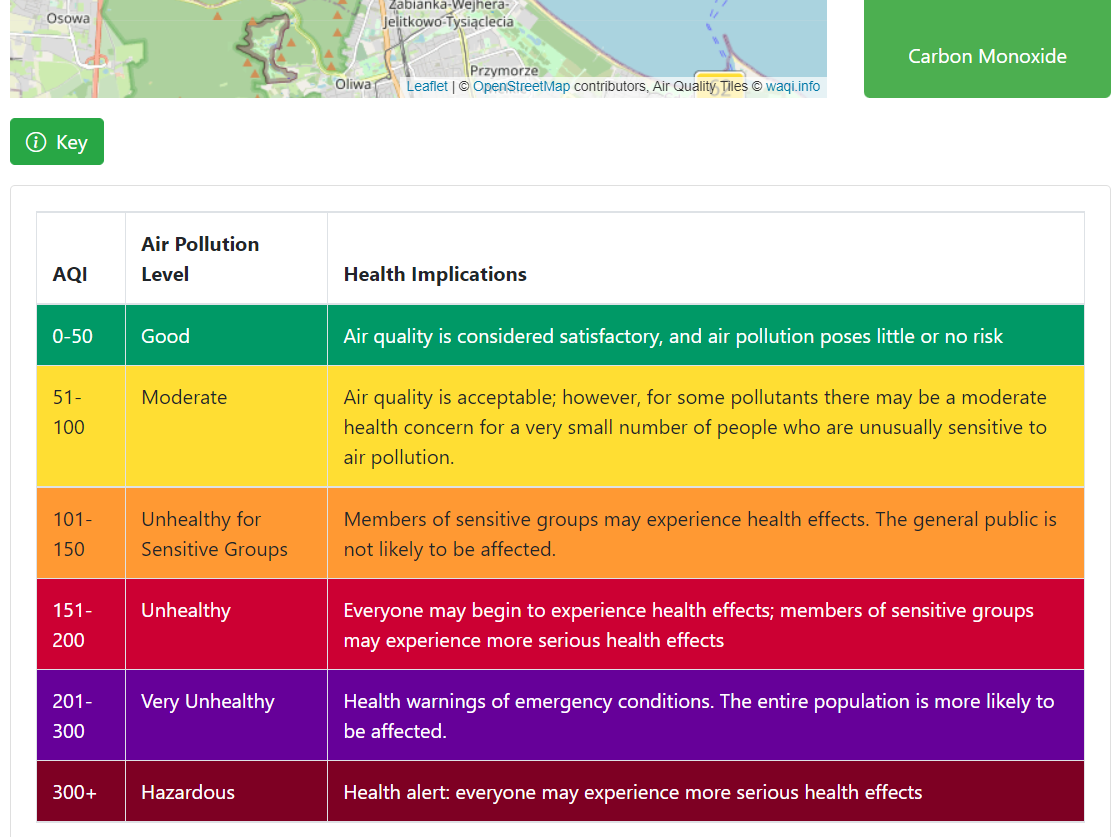 Żabianka-Wejhera-
Osowa
Jelitkowo-Tysiąclecia
Przymorze
Oliwa
Leaflet | © OpenStreetMap contributors, Air Quality Tiles © waqi.info
Carbon Monoxide
Key
AQI Air Pollution Level Health Implications
0-50 Good Air quality is considered satisfactory, and air pollution poses little or no risk
51-
100
Moderate
Air quality is acceptable; however, for some pollutants there may be a moderate
health concern for a very small number of people who are unusually sensitive to
air pollution.
101-
150
Unhealthy for
Sensitive Groups
Members of sensitive groups may experience health effects. The general public is
not likely to be affected.
151-
200
Unhealthy
Everyone may begin to experience health effects; members of sensitive groups
may experience more serious health effects
201-
300
Very Unhealthy
Health warnings of emergency conditions. The entire population is more likely to
be affected.
300+ Hazardous Health alert: everyone may experience more serious health effects